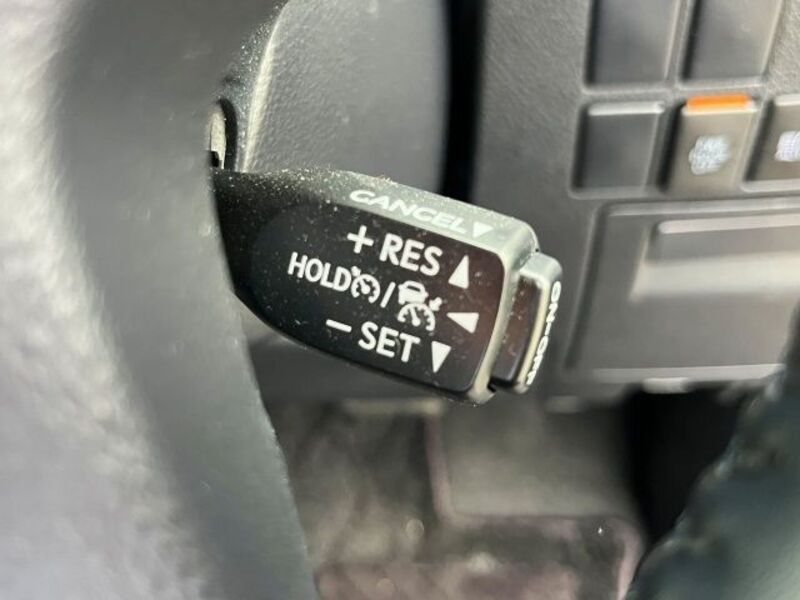 CANCEL▼
+ RES ▲
HOLD / ◀
− SET ▼
ON-OFF